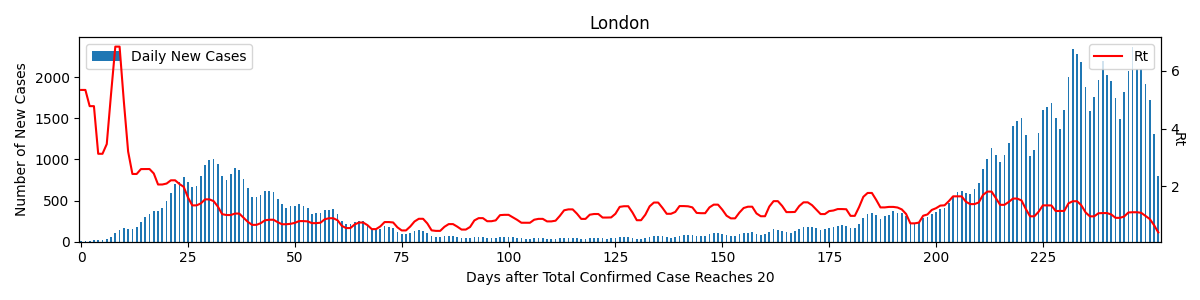 London
Daily New Cases
Rt
Number of New Cases
2000
1500
1000
500
0
6
4
2
Rt
0 25 50 75 100 125 150 175 200 225
Days after Total Confirmed Case Reaches 20